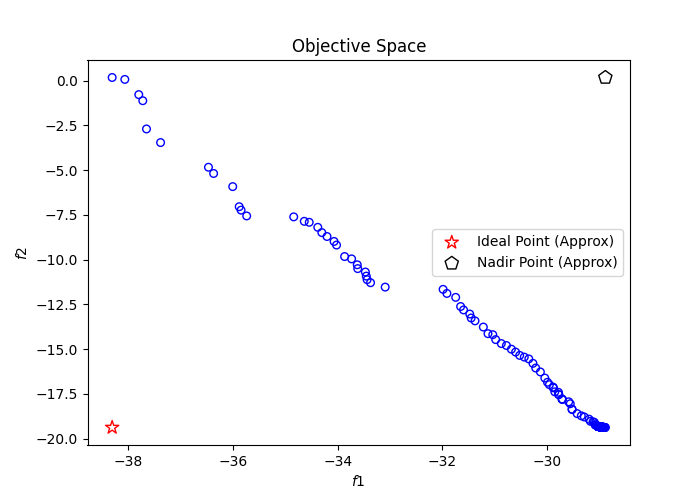 Objective Space
0.0
−2.5
−5.0
−7.5
−10.0
−12.5
−15.0
−17.5
−20.0
f2
Ideal Point (Approx)
Nadir Point (Approx)
−38 −36 −34 −32 −30
f1